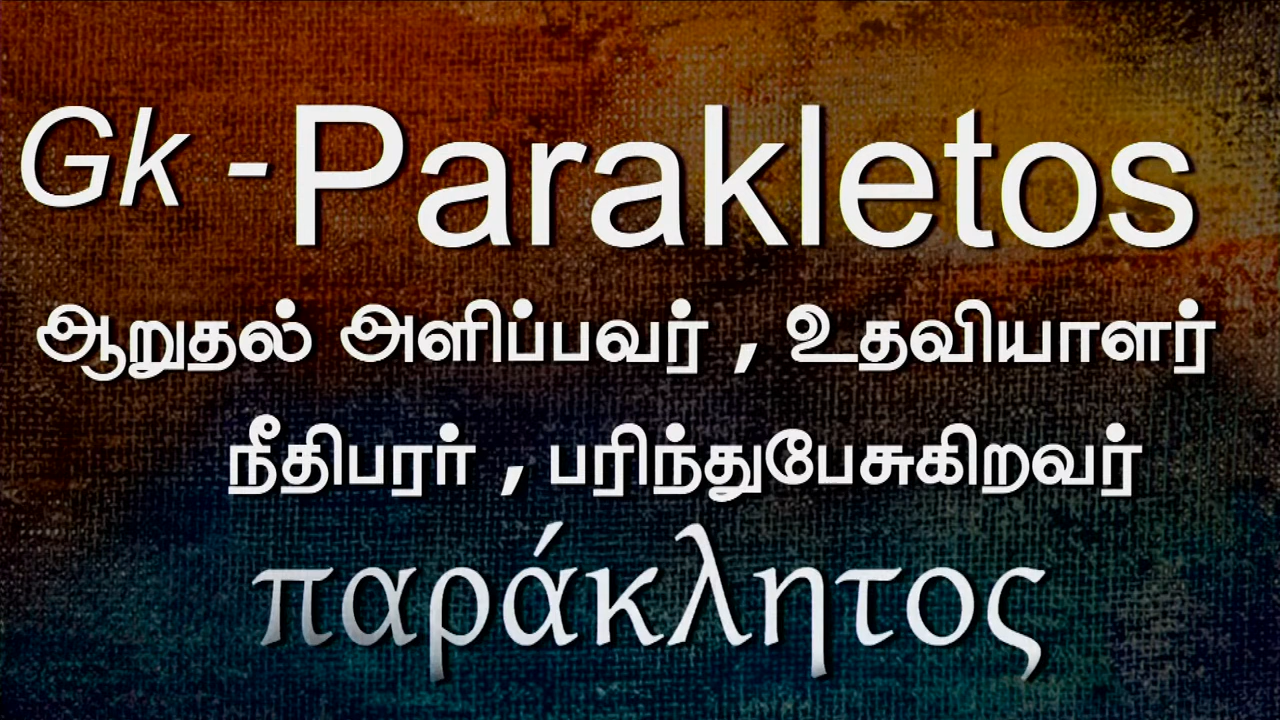 Gk - Parakletos
ஆறுதல் அளிப்பவர் , உதவியாளர்
நீதிபரர் , பரிந்துபேசுகிறவர்
παράκλητος